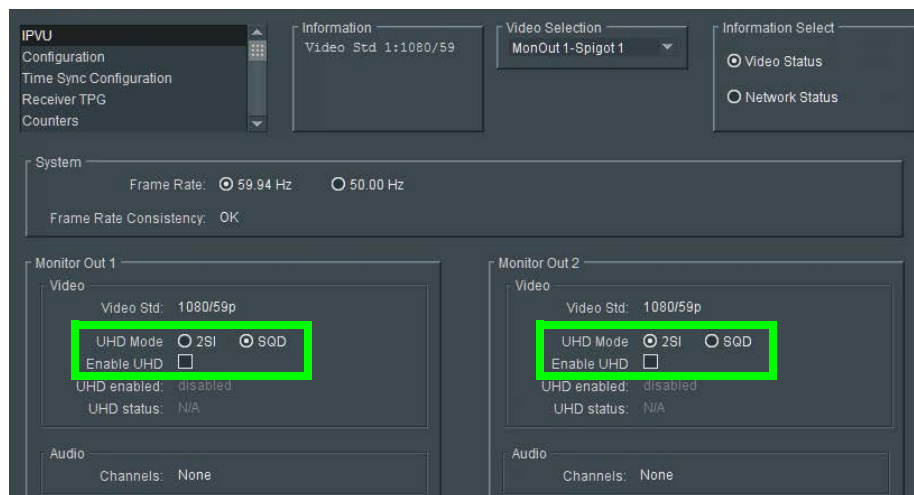 IPVU
Configuration
Time Sync Configuration
Receiver TPG
Counters
Information
Video Std 1:1080/59
Video Selection
MonOut 1-Spigot 1
Information Select
Video Status
Network Status
System
Frame Rate: 59.94 Hz 50.00 Hz
Frame Rate Consistency: OK
Monitor Out 1
Video
Video Std: 1080/59p
UHD Mode 2SI SQD
Enable UHD
UHD enabled: disabled
UHD status: N/A
Audio
Channels: None
Monitor Out 2
Video
Video Std: 1080/59p
UHD Mode 2SI SQD
Enable UHD
UHD enabled: disabled
UHD status: N/A
Audio
Channels: None